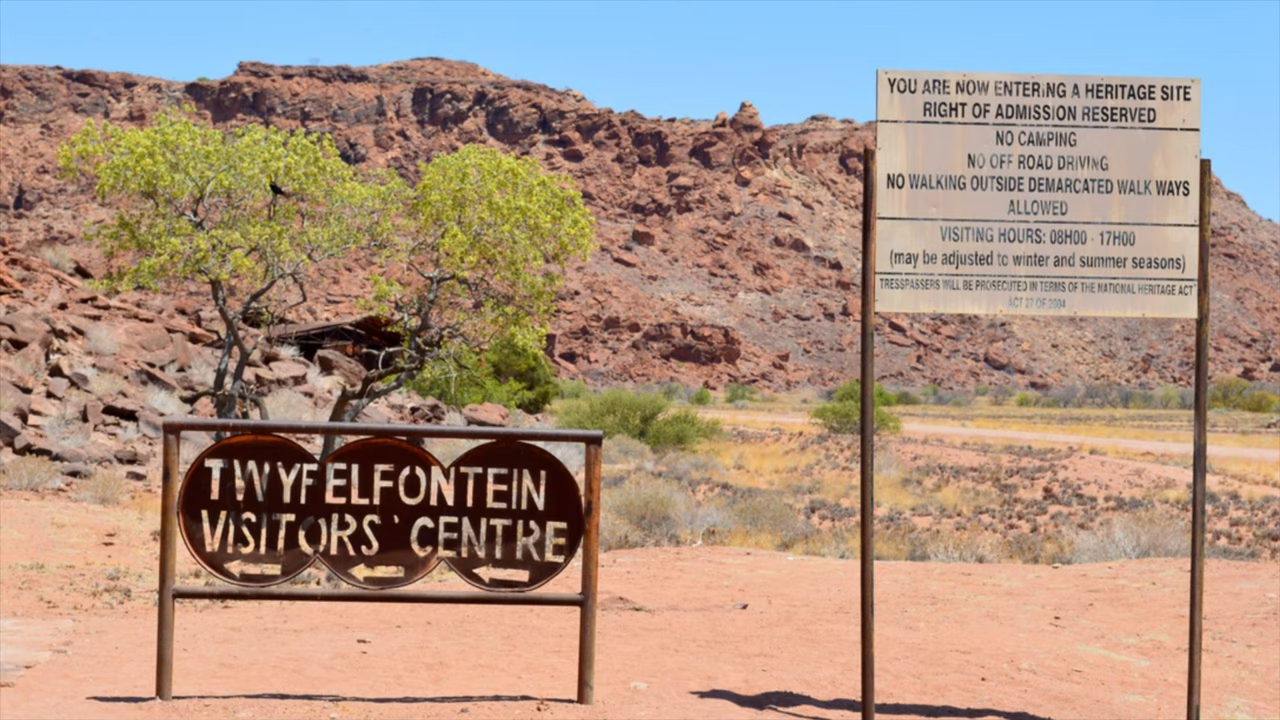 TWYFELFONTEIN
VISITORS' CENTRE
YOU ARE NOW ENTERING A HERITAGE SITE
RIGHT OF ADMISSION RESERVED
NO CAMPING
NO OFF ROAD DRIVING
NO WALKING OUTSIDE DEMARCATED WALK WAYS
ALLOWED
VISITING HOURS: 08H00 - 17H00
(may be adjusted to winter and summer seasons)
TRESSPASSERS WILL BE PROSECUTED IN TERMS OF THE NATIONAL HERITAGE ACT
ACT 27 OF 2004